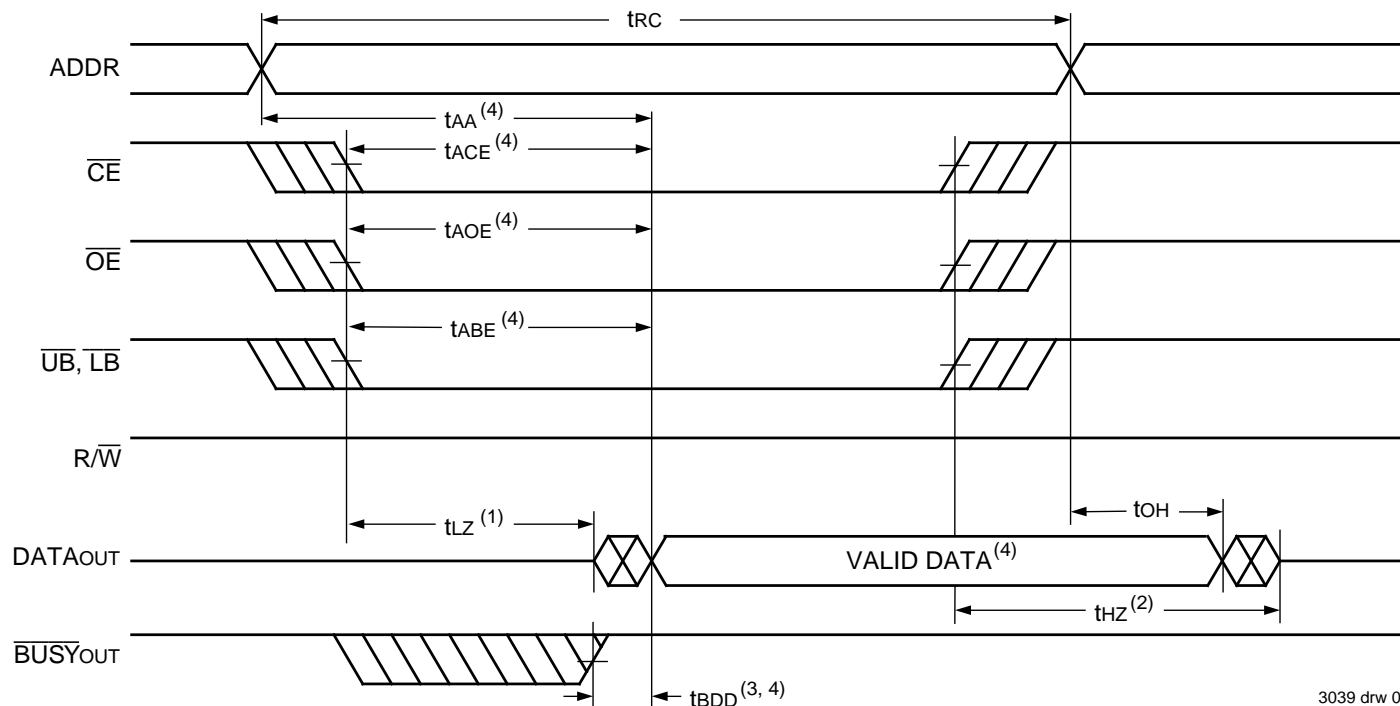 tRC
ADDR
tAA (4)
tACE (4)
CE
tAOE (4)
OE
tABE (4)
UB, LB
R/W
tLZ (1)
tOH
DATAOUT
VALID DATA(4)
tHZ (2)
BUSYOUT
tBDD (3, 4)
3039 drw 0